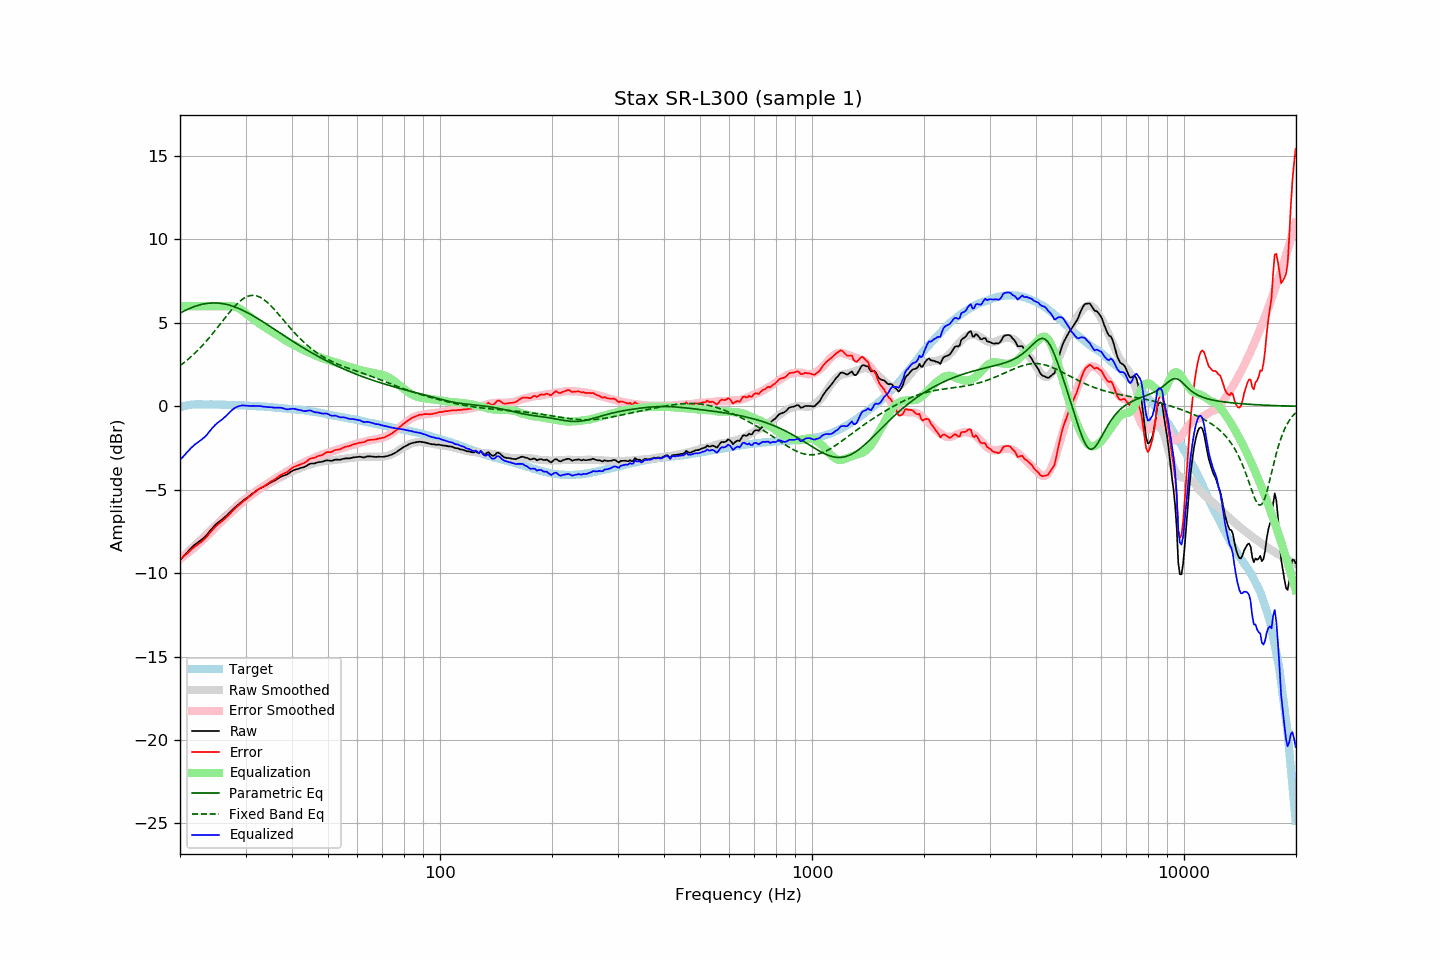 Stax SR-L300 (sample 1)
15
10
5
0
−5
−10
−15
−20
−25
Amplitude (dBr)
Target
Raw Smoothed
Error Smoothed
Raw
Error
Equalization
Parametric Eq
Fixed Band Eq
Equalized
100
1000
10000
Frequency (Hz)